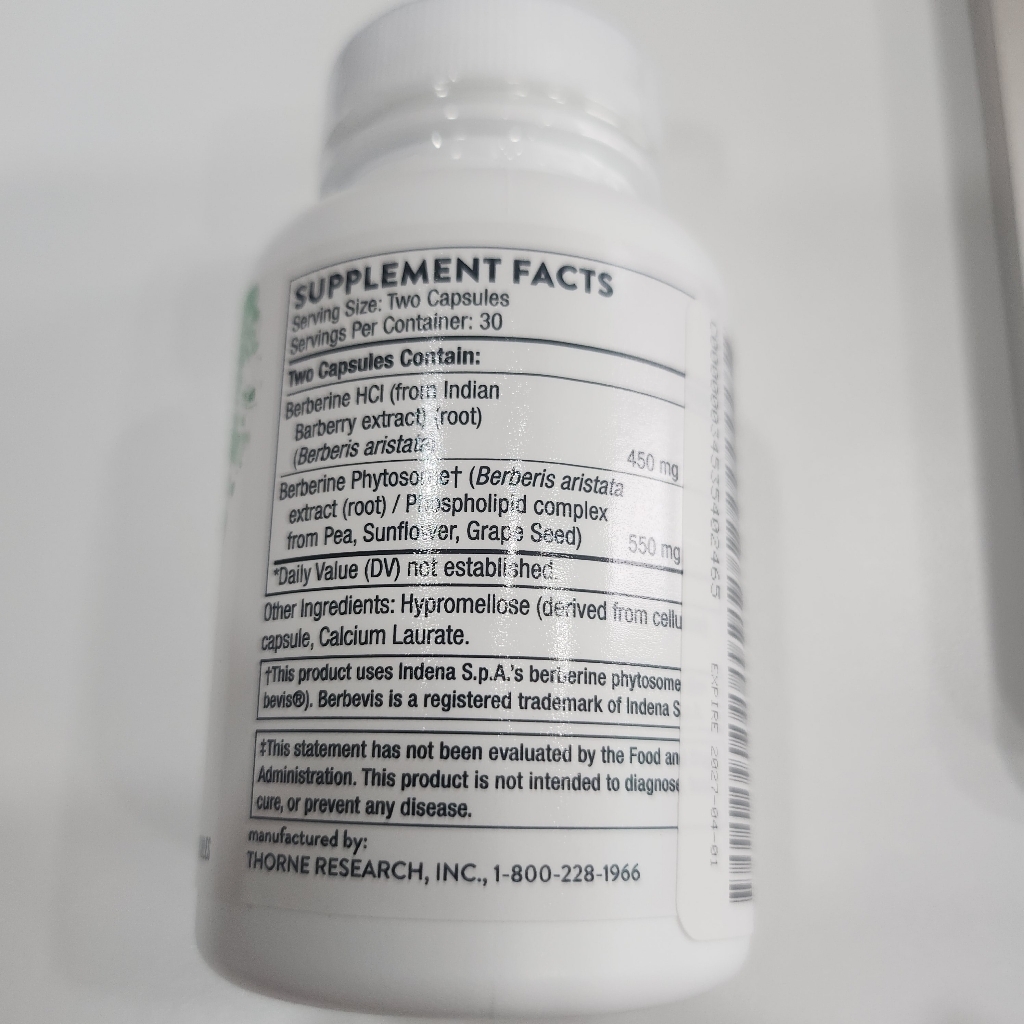 SUPPLEMENT FACTS
Serving Size: Two Capsules
Servings Per Container: 30
Two Capsules Contain:
Berberine HCl (from Indian
Barberry extract) (root)
(Berberis aristata)
450 mg
Berberine Phytosome† (Berberis aristata
extract (root) / Phospholipid complex
from Pea, Sunflower, Grape Seed)
550 mg
*Daily Value (DV) not established.
Other Ingredients: Hypromellose (derived from cellu
capsule, Calcium Laurate.
†This product uses Indena S.p.A.'s berberine phytosome
bevis®). Berbevis is a registered trademark of Indena S
‡This statement has not been evaluated by the Food an
Administration. This product is not intended to diagnose
cure, or prevent any disease.
manufactured by:
THORNE RESEARCH, INC., 1-800-228-1966
EXPIRE 2027-04-01